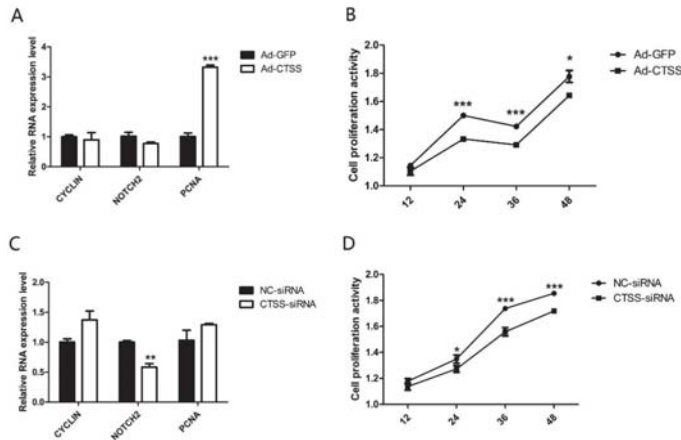 A
Relative RNA expression level
4
3
2
1
0
***
CYCLIN
NOTCH2
PCNA
Ad-GFP
Ad-CTSS
B
Cell proliferation activity
2.0
1.8
1.6
1.4
1.2
1.0
***
***
*
12
24
36
48
Ad-GFP
Ad-CTSS
C
Relative RNA expression level
2.0
1.5
1.0
0.5
0.0
**
CYCLIN
NOTCH2
PCNA
NC-siRNA
CTSS-siRNA
D
Cell proliferation activity
2.0
1.8
1.6
1.4
1.2
1.0
*
***
***
12
24
36
48
NC-siRNA
CTSS-siRNA